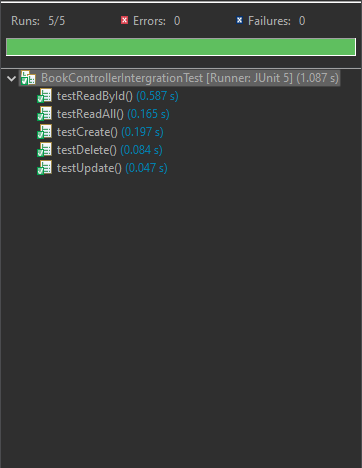 Runs: 5/5 Errors: 0 Failures: 0
BookControllerIntergrationTest [Runner: JUnit 5] (1.087 s)
testReadById() (0.587 s)
testReadAll() (0.165 s)
testCreate() (0.197 s)
testDelete() (0.084 s)
testUpdate() (0.047 s)